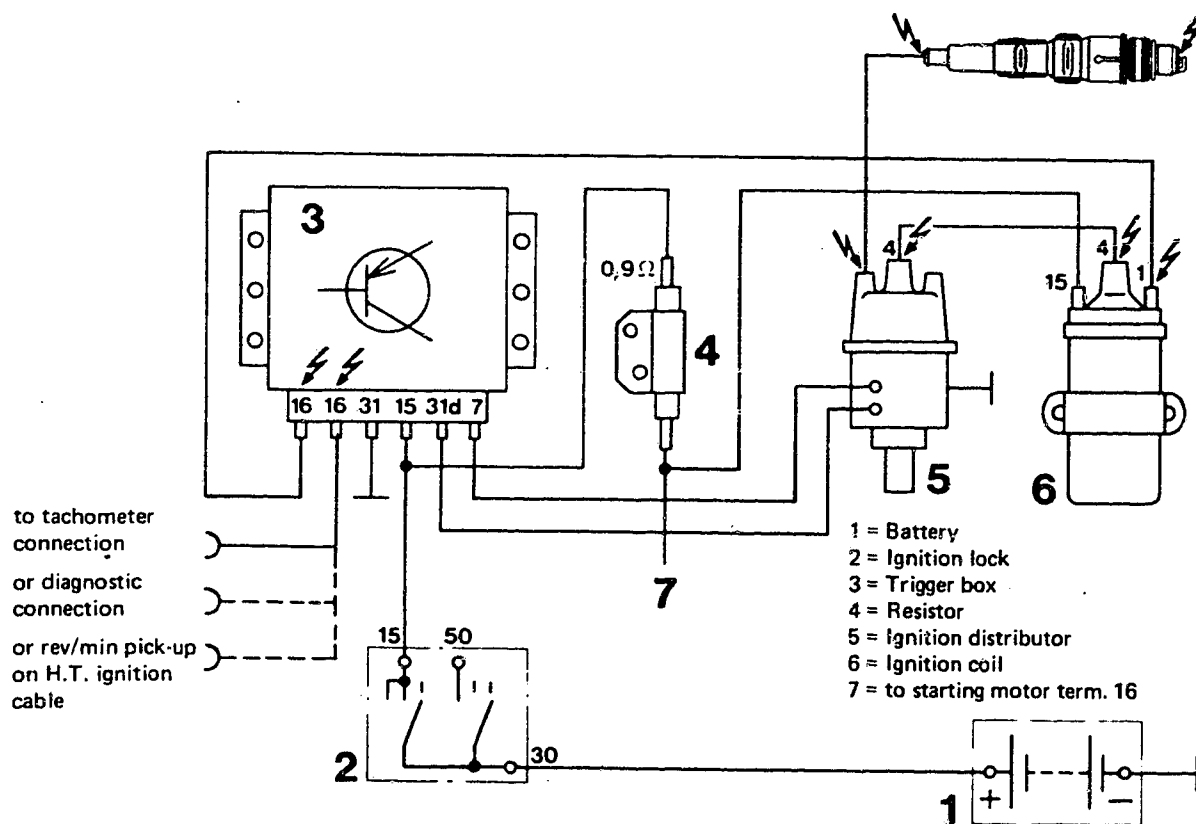 3
0,9 Ω
4
4
4
15
1
16 16 31 15 31d 7
5
6
to tachometer
connection
or diagnostic
connection
or rev/min pick-up
on H.T. ignition
cable
7
1 = Battery
2 = Ignition lock
3 = Trigger box
4 = Resistor
5 = Ignition distributor
6 = Ignition coil
7 = to starting motor term. 16
15 50
2
30
1
+ −